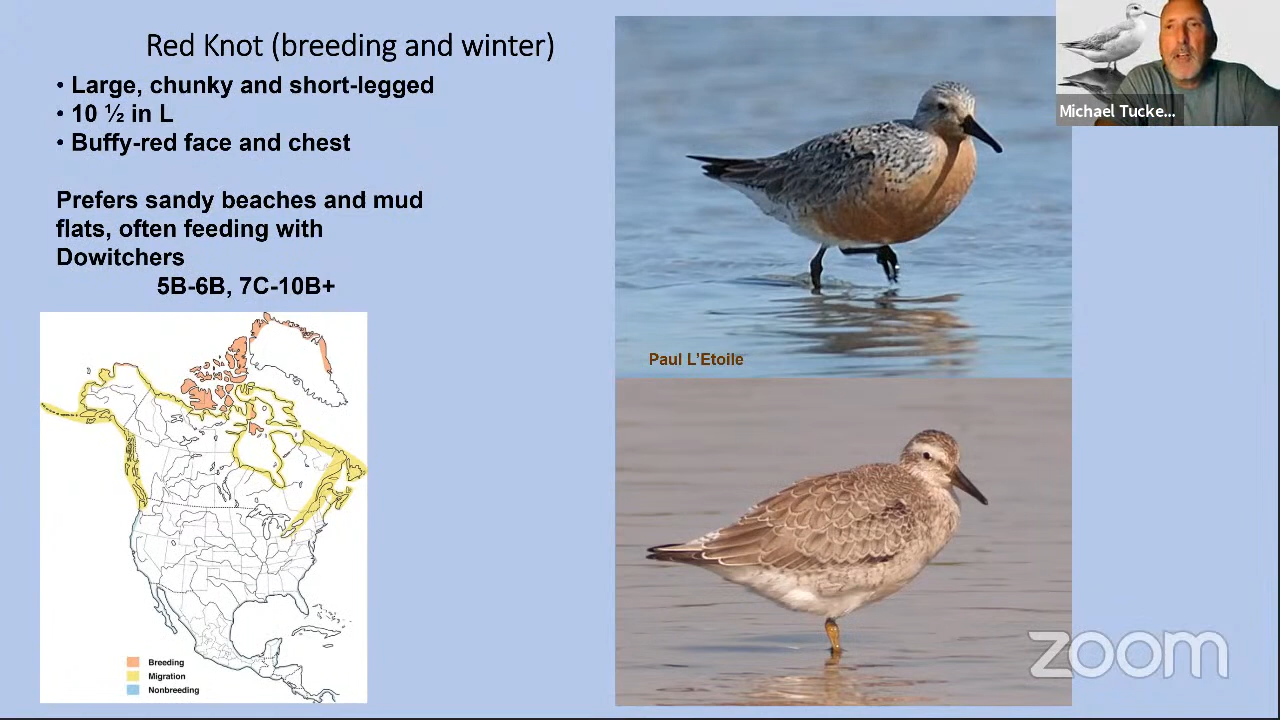 Red Knot (breeding and winter)
• Large, chunky and short-legged
• 10 ½ in L
• Buffy-red face and chest
Prefers sandy beaches and mud
flats, often feeding with
Dowitchers
5B-6B, 7C-10B+
Breeding
Migration
Nonbreeding
Paul L'Etoile
Michael Tucke...
zoom